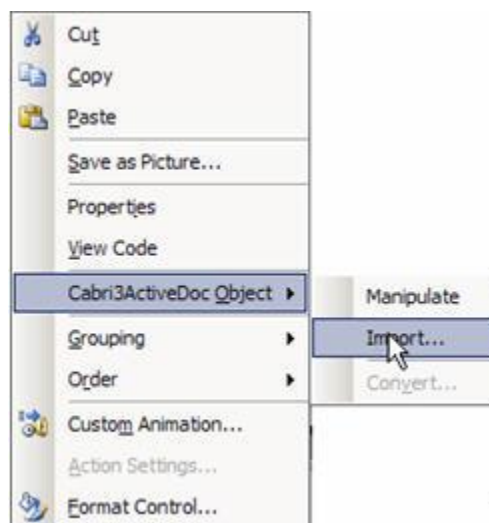 Cut
Copy
Paste
Save as Picture...
Properties
View Code
Cabri3ActiveDoc Object
Manipulate
Grouping
Import...
Order
Convert...
Custom Animation...
Action Settings...
Format Control...